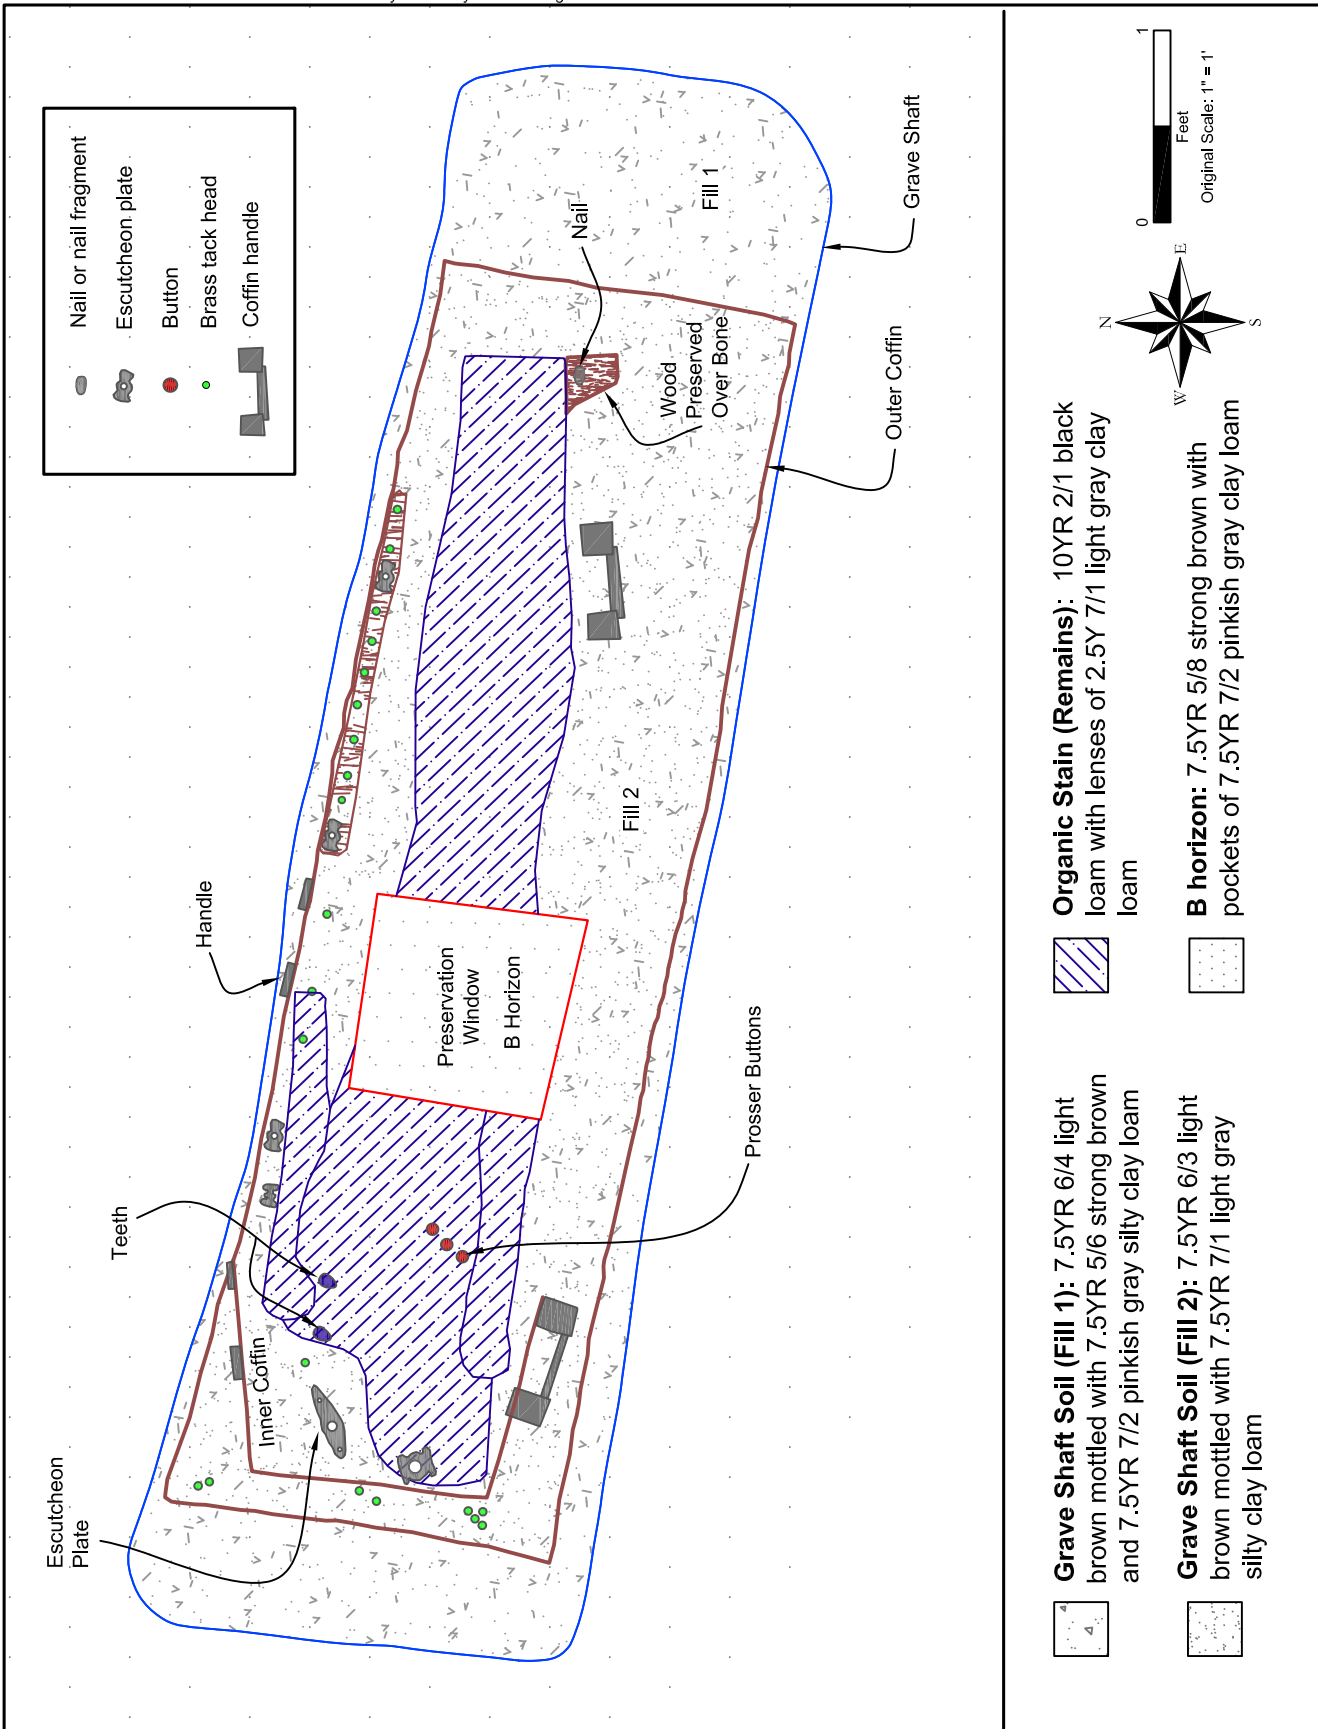 Nail or nail fragment
Escutcheon plate
Button
Brass tack head
Coffin handle
Escutcheon
Plate
Teeth
Handle
Inner Coffin
Preservation
Window
B Horizon
Prosser Buttons
Fill 2
Wood
Preserved
Over Bone
Nail
Fill 1
Outer Coffin
Grave Shaft
Grave Shaft Soil (Fill 1): 7.5YR 6/4 light
brown mottled with 7.5YR 5/6 strong brown
and 7.5YR 7/2 pinkish gray silty clay loam
Grave Shaft Soil (Fill 2): 7.5YR 6/3 light
brown mottled with 7.5YR 7/1 light gray
silty clay loam
Organic Stain (Remains): 10YR 2/1 black
loam with lenses of 2.5Y 7/1 light gray clay
loam
B horizon: 7.5YR 5/8 strong brown with
pockets of 7.5YR 7/2 pinkish gray clay loam
N
W
E
S
0
1
Feet
Original Scale: 1" = 1'